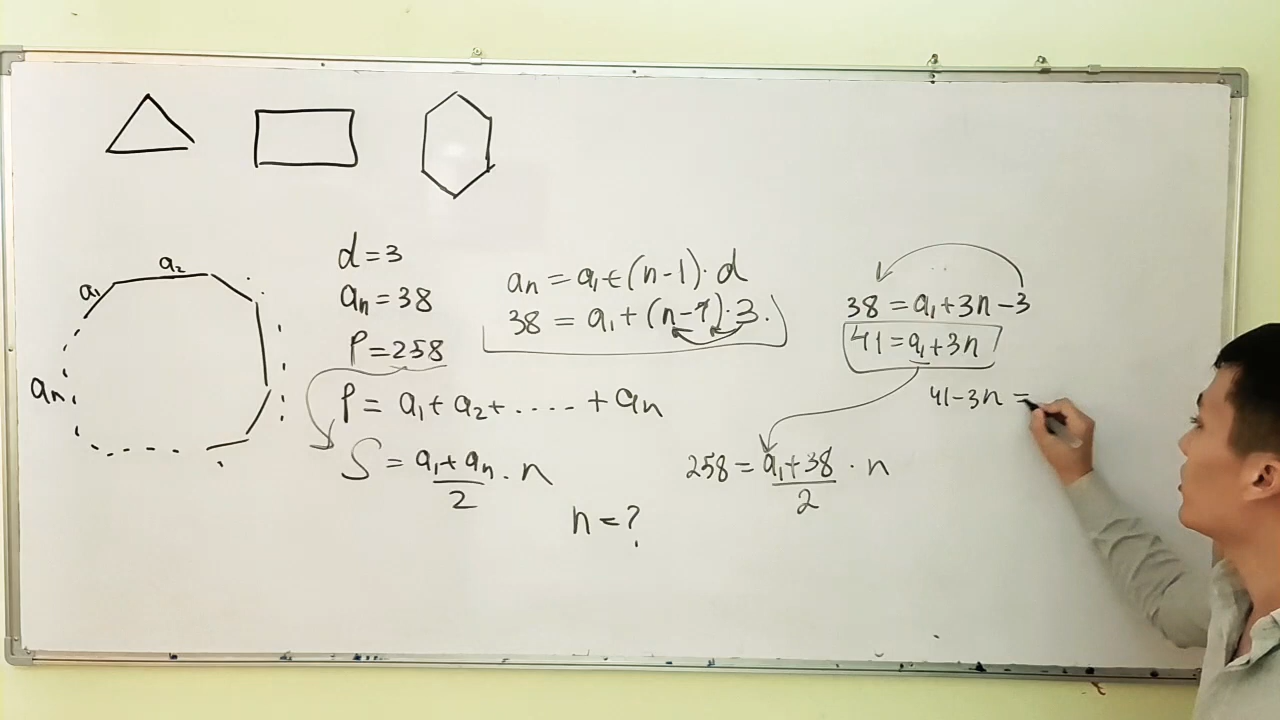 a₁
a₂
aₙ
d = 3
aₙ = 38
P = 258
P = a₁ + a₂ + .... + aₙ
S = (a₁ + aₙ)/2 · n
n = ?
aₙ = a₁ + (n - 1) · d
38 = a₁ + (n - 1) · 3.
38 = a₁ + 3n - 3
41 = a₁ + 3n
41 - 3n =
258 = (a₁ + 38)/2 · n